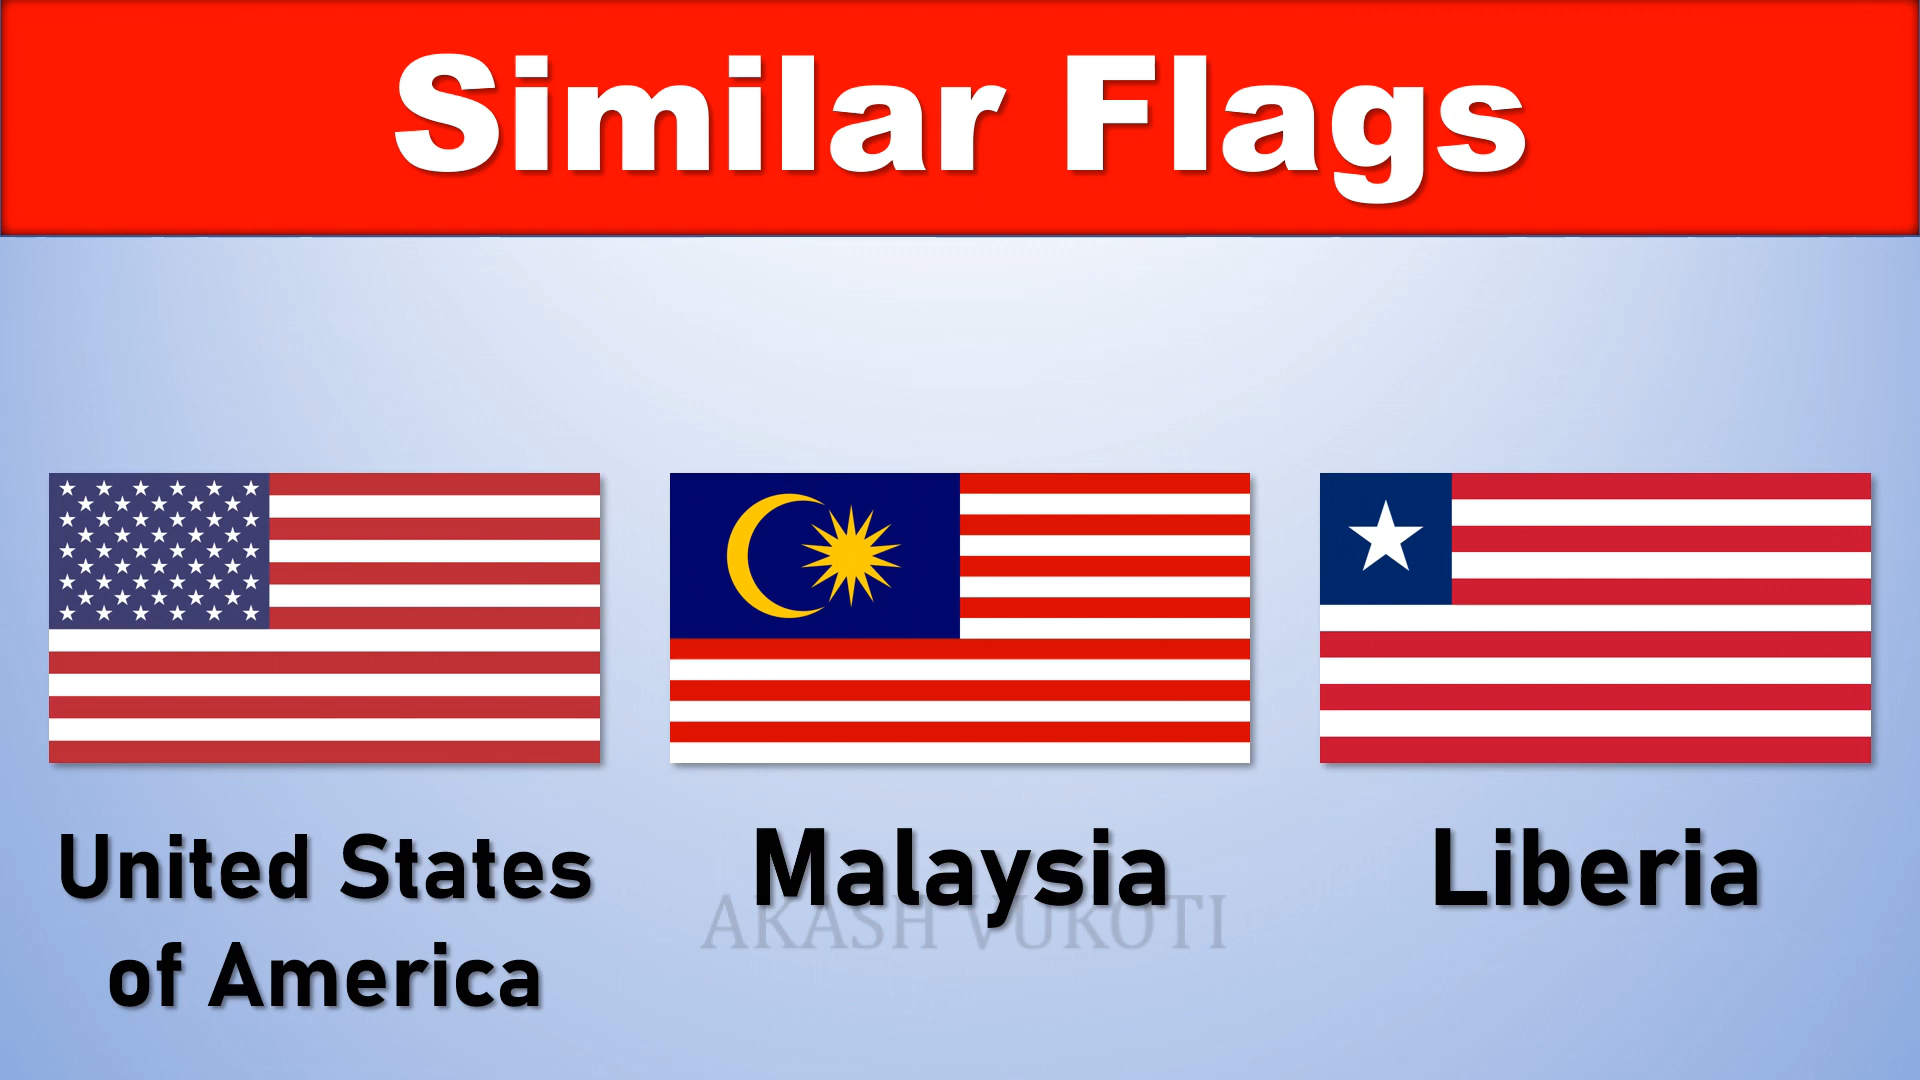 Similar Flags
United States
of America
Malaysia
Liberia
AKASH VUKOTI